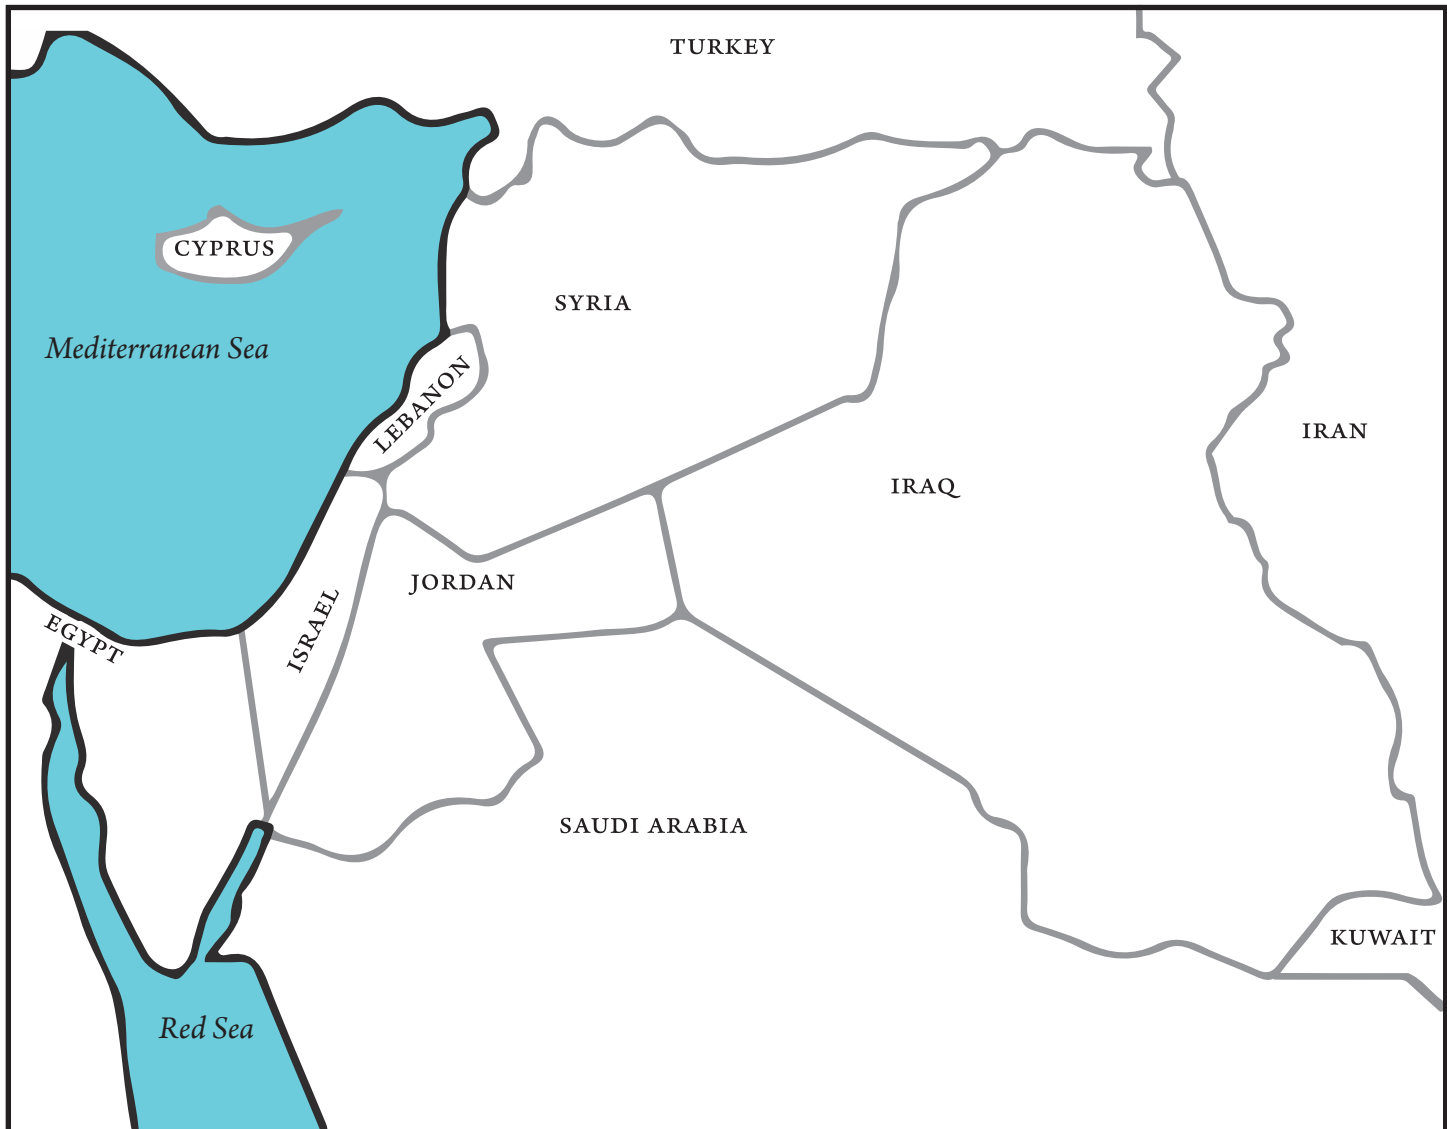 TURKEY
CYPRUS
SYRIA
Mediterranean Sea
LEBANON
IRAN
IRAQ
JORDAN
ISRAEL
EGYPT
SAUDI ARABIA
KUWAIT
Red Sea